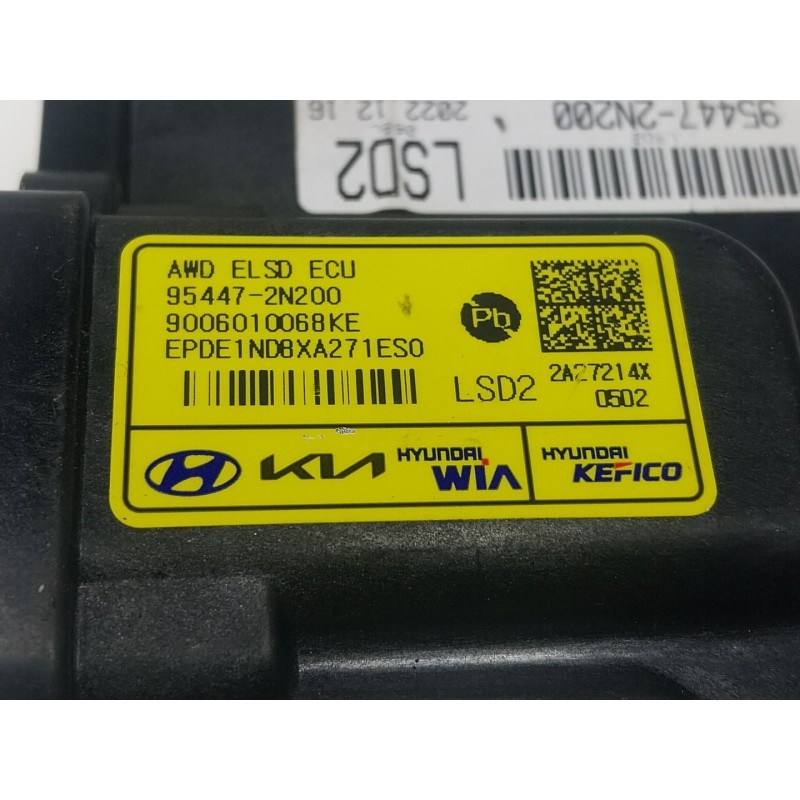 95447-2N200
2022.12.16
LSD2
AWD ELSD ECU
95447-2N200
9006010068KE
EPDE1ND8XA271ES0
Pb
LSD2
2A27214X
0502
KIA
HYUNDAI
WIA
HYUNDAI
KEFICO